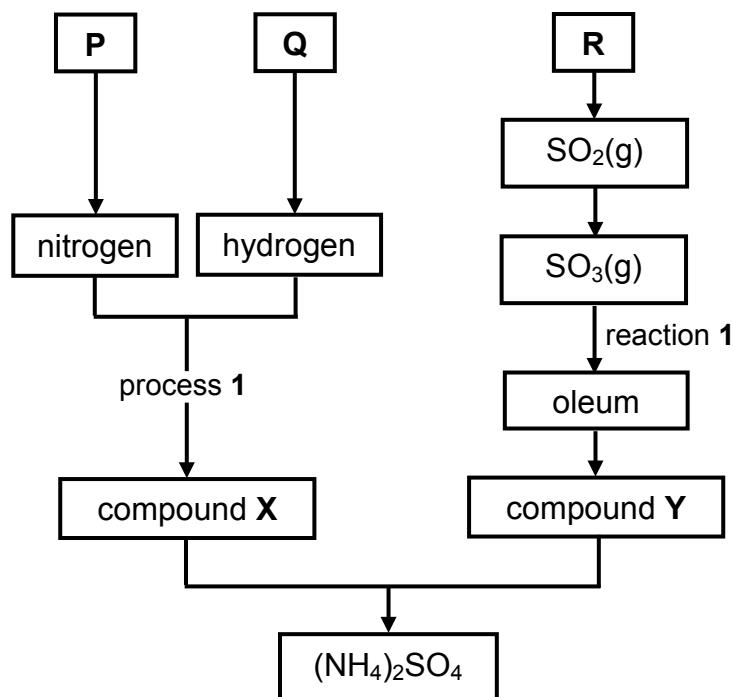 P
Q
R
SO₂(g)
nitrogen
hydrogen
SO₃(g)
reaction 1
process 1
oleum
compound X
compound Y
(NH₄)₂SO₄